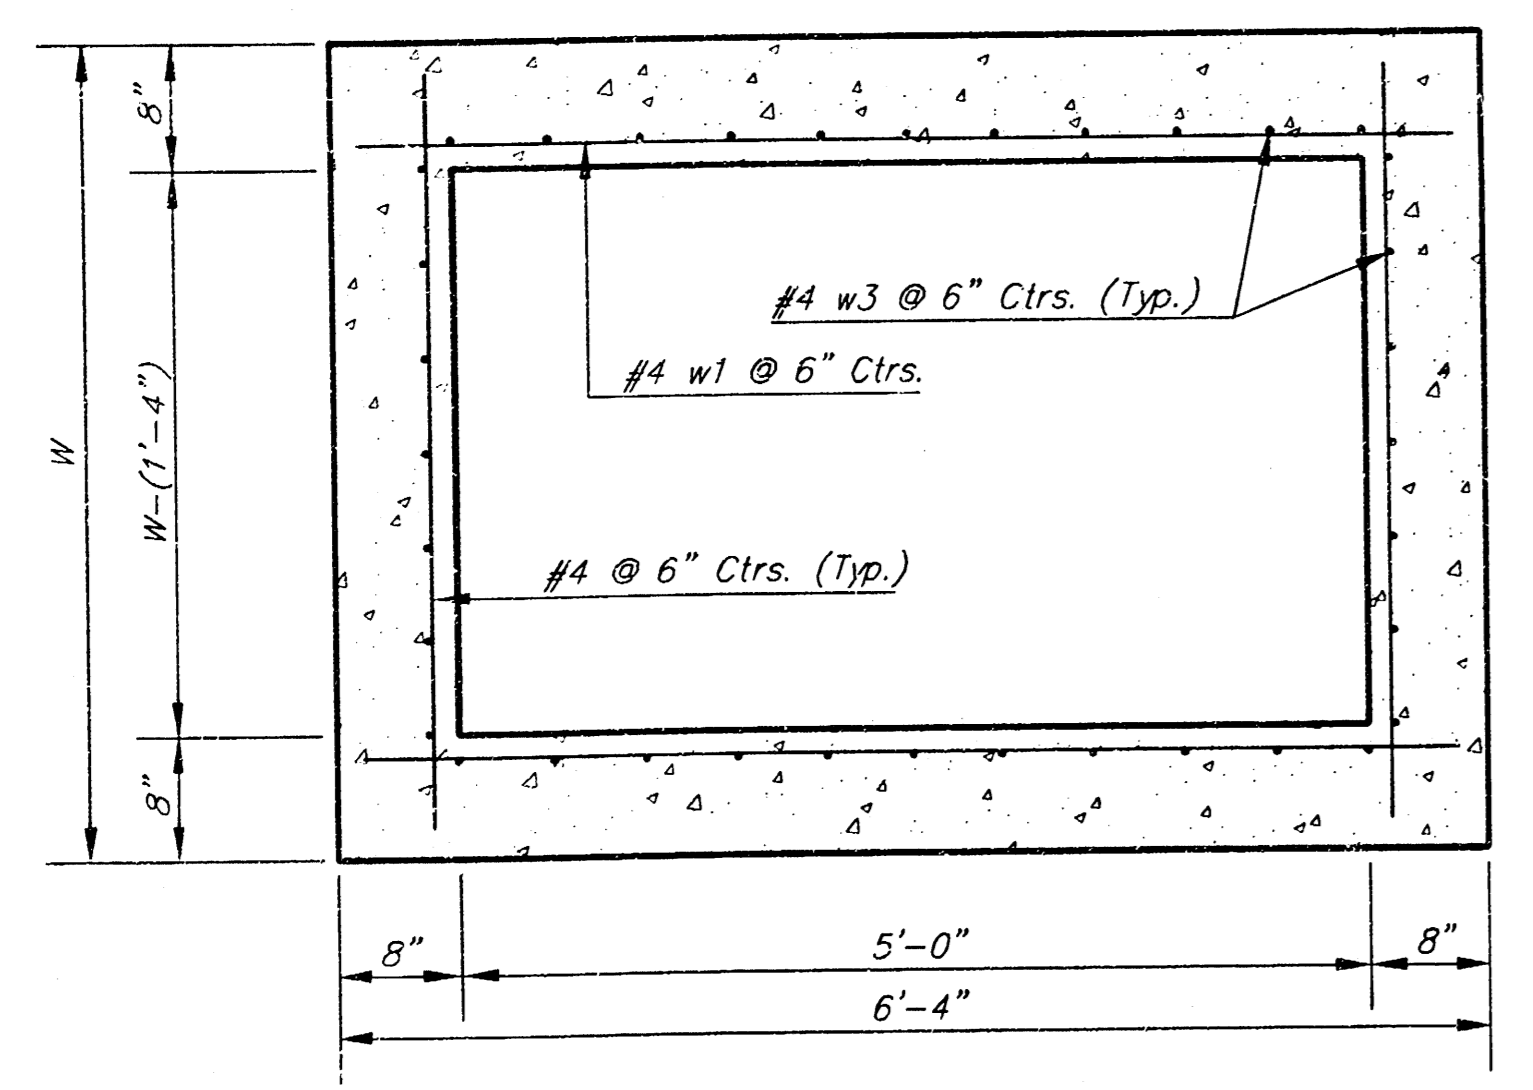 8”
#4 w3 @ 6” Ctrs. (Typ.)
#4 w1 @ 6” Ctrs.
W
W–(1’–4”)
#4 @ 6” Ctrs. (Typ.)
8”
8”
5’–0”
8”
6’–4”